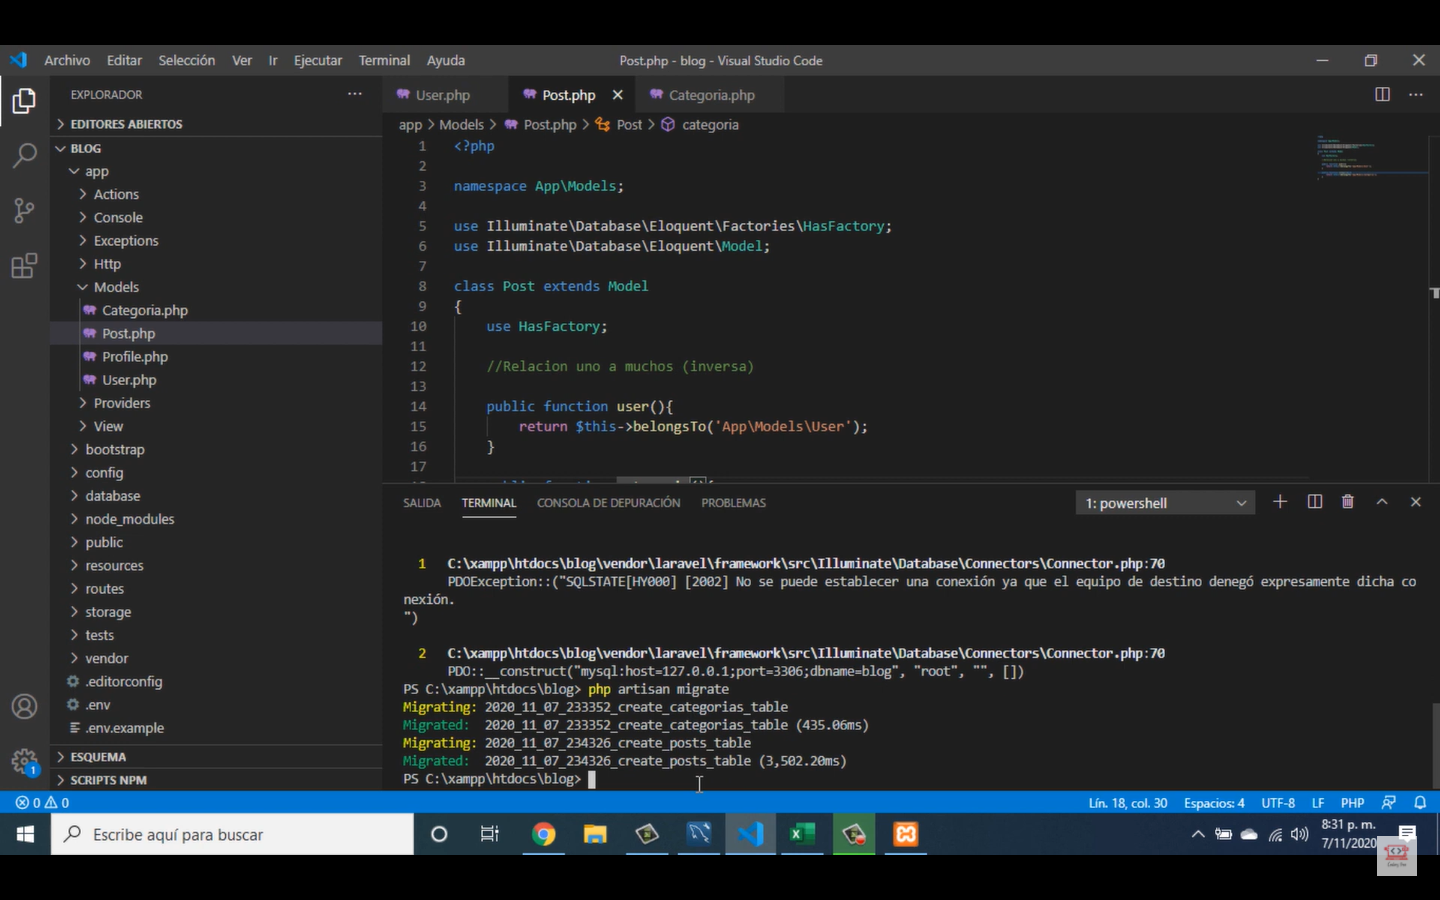 Archivo Editar Selección Ver Ir Ejecutar Terminal Ayuda Post.php - blog - Visual Studio Code
EXPLORADOR
EDITORES ABIERTOS
BLOG
app
Actions
Console
Exceptions
Http
Models
Categoria.php
Post.php
Profile.php
User.php
Providers
View
bootstrap
config
database
node_modules
public
resources
routes
storage
tests
vendor
.editorconfig
.env
.env.example
ESQUEMA
SCRIPTS NPM
User.php Post.php Categoria.php
app > Models > Post.php > Post > categoria
1 <?php
2
3 namespace App\Models;
4
5 use Illuminate\Database\Eloquent\Factories\HasFactory;
6 use Illuminate\Database\Eloquent\Model;
7
8 class Post extends Model
9 {
10 use HasFactory;
11
12 //Relacion uno a muchos (inversa)
13
14 public function user(){
15 return $this->belongsTo('App\Models\User');
16 }
17
SALIDA TERMINAL CONSOLA DE DEPURACIÓN PROBLEMAS 1: powershell
1 C:\xampp\htdocs\blog\vendor\laravel\framework\src\Illuminate\Database\Connectors\Connector.php:70
PDOException::("SQLSTATE[HY000] [2002] No se puede establecer una conexión ya que el equipo de destino denegó expresamente dicha co
nexión.
")
2 C:\xampp\htdocs\blog\vendor\laravel\framework\src\Illuminate\Database\Connectors\Connector.php:70
PDO::__construct("mysql:host=127.0.0.1;port=3306;dbname=blog", "root", "", [])
PS C:\xampp\htdocs\blog> php artisan migrate
Migrating: 2020_11_07_233352_create_categorias_table
Migrated: 2020_11_07_233352_create_categorias_table (435.06ms)
Migrating: 2020_11_07_234326_create_posts_table
Migrated: 2020_11_07_234326_create_posts_table (3,502.20ms)
PS C:\xampp\htdocs\blog>
1
0 0 Lín. 18, col. 30 Espacios: 4 UTF-8 LF PHP
Escribe aquí para buscar
8:31 p. m.
7/11/2020